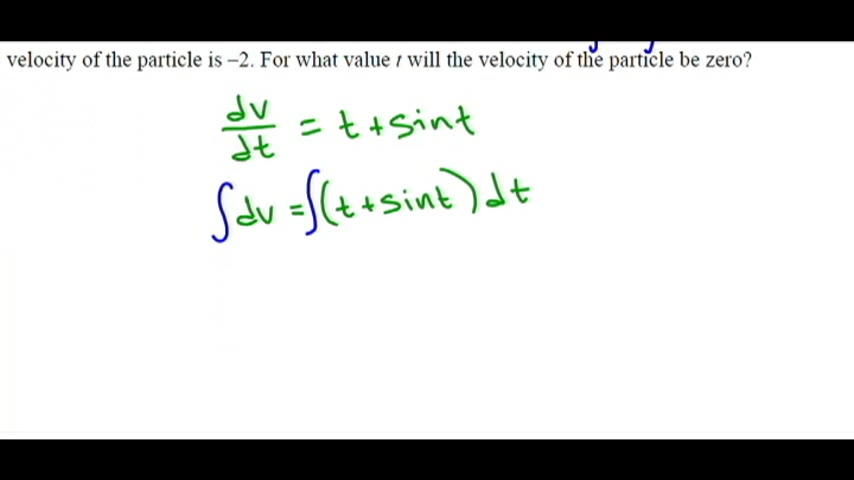 velocity of the particle is –2. For what value t will the velocity of the particle be zero?
dv/dt = t + sint
∫dv = ∫(t + sint)dt